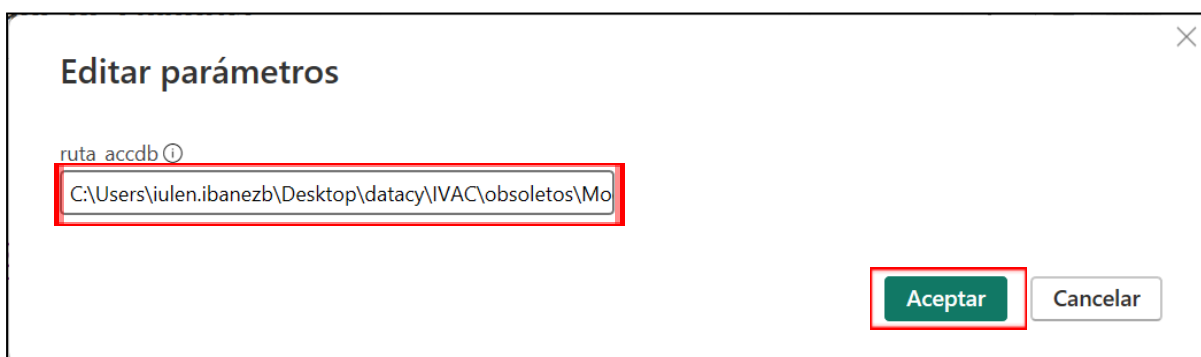 Editar parámetros
ruta_accdb
C:\Users\iulen.ibanezb\Desktop\datacy\IVAC\obsoletos\Mo
Aceptar
Cancelar